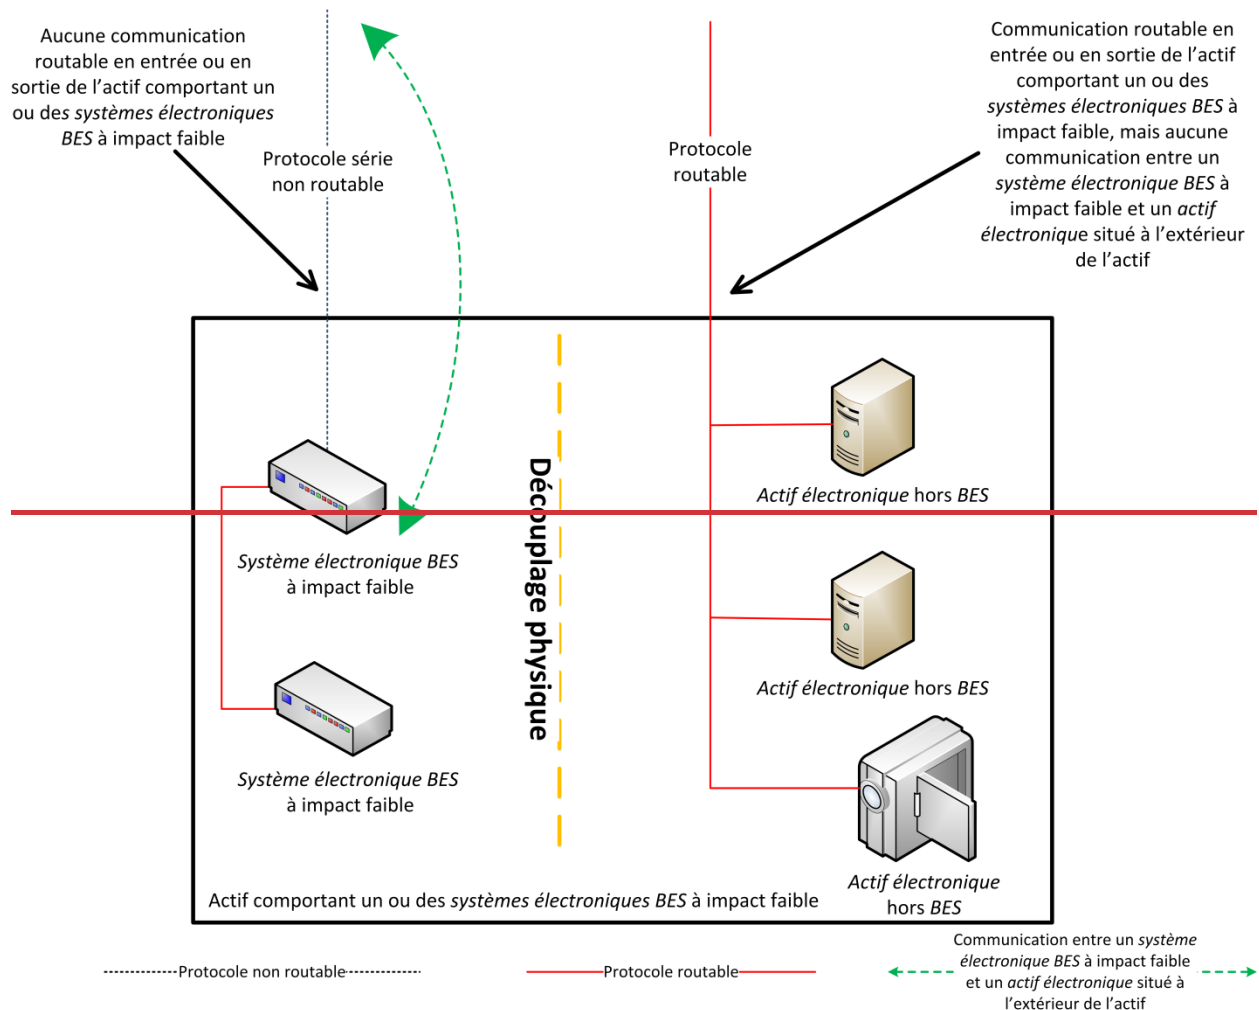 Aucune communication
routable en entrée ou en
sortie de l’actif comportant un
ou des systèmes électroniques
BES à impact faible
Protocole série
non routable
Protocole
routable
Communication routable en
entrée ou en sortie de l’actif
comportant un ou des
systèmes électroniques BES à
impact faible, mais aucune
communication entre un
système électronique BES à
impact faible et un actif
électronique situé à l’extérieur
de l’actif
Découplage physique
Actif électronique hors BES
Système électronique BES
à impact faible
Actif électronique hors BES
Système électronique BES
à impact faible
Actif électronique
hors BES
Actif comportant un ou des systèmes électroniques BES à impact faible
Protocole non routable
Protocole routable
Communication entre un système
électronique BES à impact faible
et un actif électronique situé à
l’extérieur de l’actif